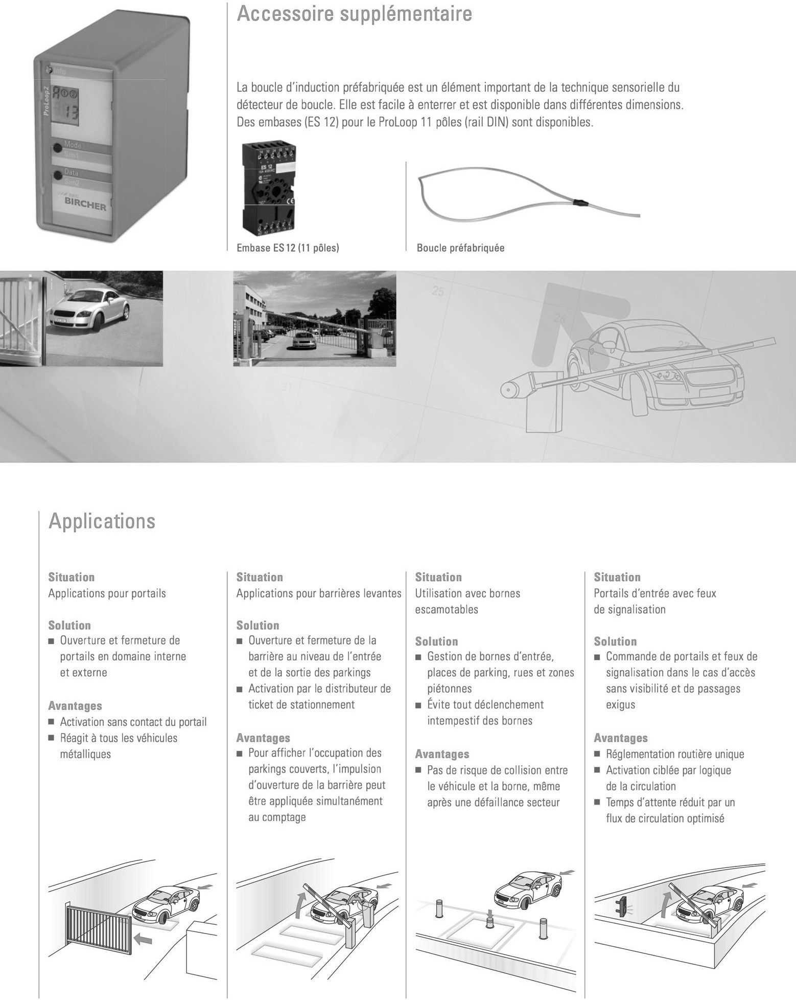 Accessoire supplémentaire
Info
ProLoop2
A 1 2
13
Mode
Sim1
Data
Sim2
BIRCHER
La boucle d'induction préfabriquée est un élément important de la technique sensorielle du
détecteur de boucle. Elle est facile à enterrer et est disponible dans différentes dimensions.
Des embases (ES 12) pour le ProLoop 11 pôles (rail DIN) sont disponibles.
ES 12
10A 400VAC
CE
Embase ES 12 (11 pôles)
Boucle préfabriquée
25
26
27
21
Applications
Situation
Applications pour portails
Solution
■ Ouverture et fermeture de
portails en domaine interne
et externe
Avantages
■ Activation sans contact du portail
■ Réagit à tous les véhicules
métalliques
Situation
Applications pour barrières levantes
Solution
■ Ouverture et fermeture de la
barrière au niveau de l'entrée
et de la sortie des parkings
■ Activation par le distributeur de
ticket de stationnement
Avantages
■ Pour afficher l'occupation des
parkings couverts, l'impulsion
d'ouverture de la barrière peut
être appliquée simultanément
au comptage
Situation
Utilisation avec bornes
escamotables
Solution
■ Gestion de bornes d'entrée,
places de parking, rues et zones
piétonnes
■ Évite tout déclenchement
intempestif des bornes
Avantages
■ Pas de risque de collision entre
le véhicule et la borne, même
après une défaillance secteur
Situation
Portails d'entrée avec feux
de signalisation
Solution
■ Commande de portails et feux de
signalisation dans le cas d'accès
sans visibilité et de passages
exigus
Avantages
■ Réglementation routière unique
■ Activation ciblée par logique
de la circulation
■ Temps d'attente réduit par un
flux de circulation optimisé